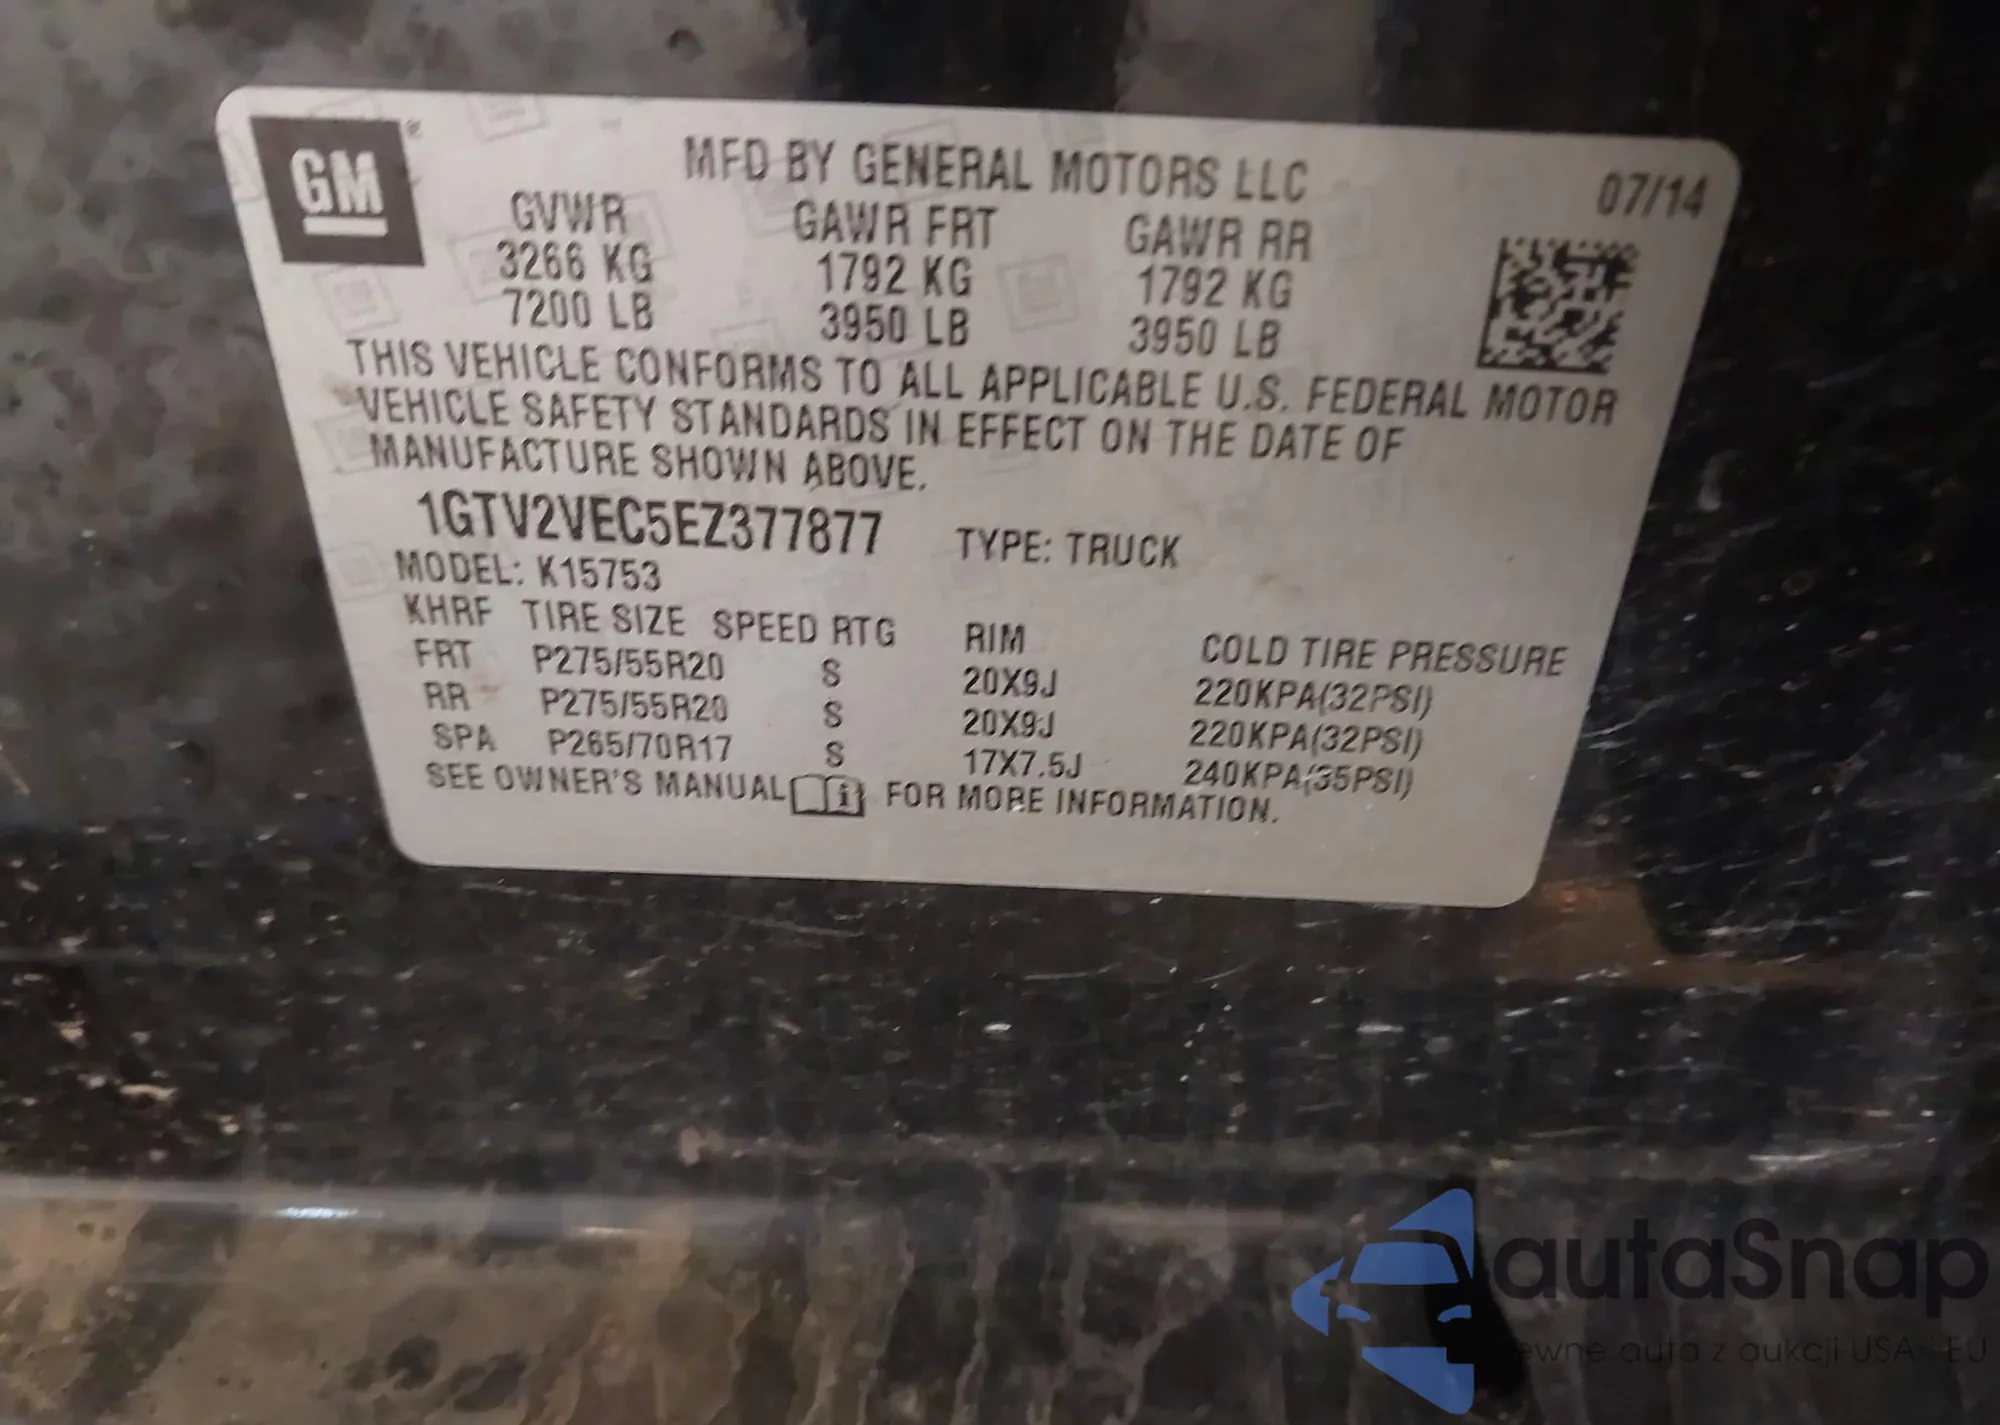 GM
MFD BY GENERAL MOTORS LLC
07/14
GVWR GAWR FRT GAWR RR
3266 KG 1792 KG 1792 KG
7200 LB 3950 LB 3950 LB
THIS VEHICLE CONFORMS TO ALL APPLICABLE U.S. FEDERAL MOTOR
VEHICLE SAFETY STANDARDS IN EFFECT ON THE DATE OF
MANUFACTURE SHOWN ABOVE.
1GTV2VEC5EZ377877 TYPE: TRUCK
MODEL: K15753
KHRF TIRE SIZE SPEED RTG RIM COLD TIRE PRESSURE
FRT P275/55R20 S 20X9J 220KPA(32PSI)
RR P275/55R20 S 20X9J 220KPA(32PSI)
SPA P265/70R17 S 17X7.5J 240KPA(35PSI)
SEE OWNER'S MANUAL FOR MORE INFORMATION.
autaSnap
auta z aukcji USA EU